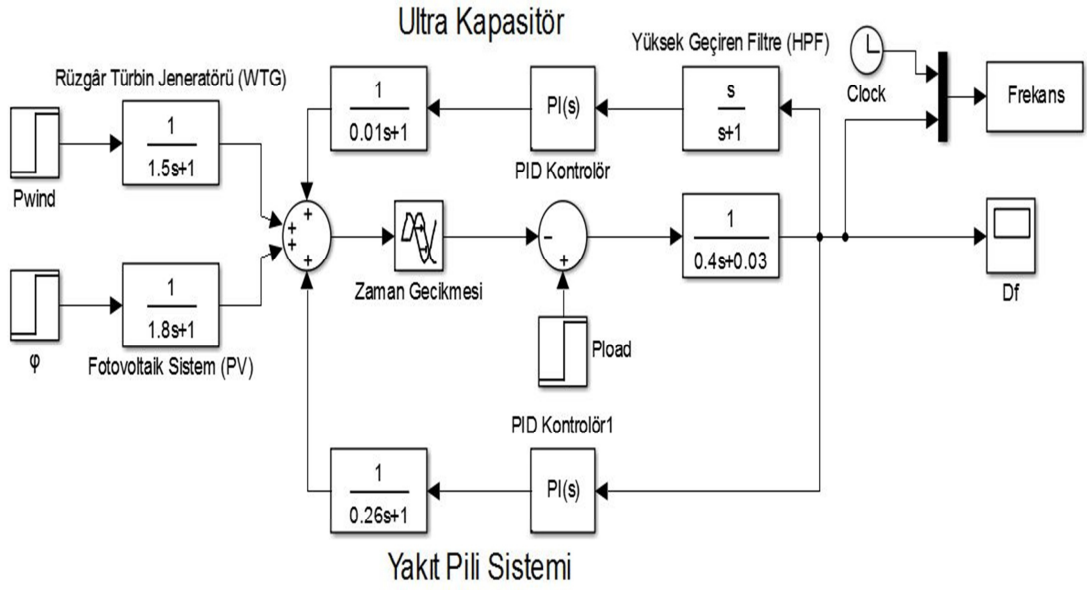 Ultra Kapasitör
Yüksek Geçiren Filtre (HPF)
Rüzgâr Türbin Jeneratörü (WTG)
Clock
Frekans
1
0.01s+1
PI(s)
s
s+1
PID Kontrolör
1
1.5s+1
Pwind
+
+
+
+
Zaman Gecikmesi
-
+
1
0.4s+0.03
Df
1
1.8s+1
φ
Fotovoltaik Sistem (PV)
Pload
PID Kontrolör1
1
0.26s+1
PI(s)
Yakıt Pili Sistemi